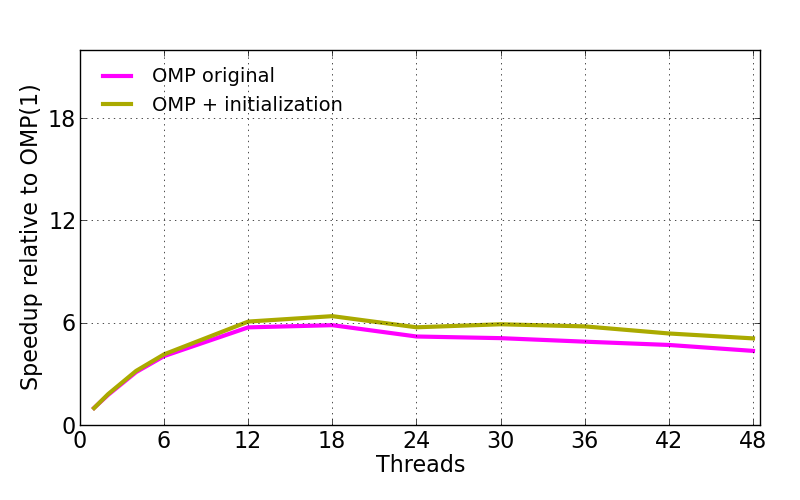 OMP original
OMP + initialization
Speedup relative to OMP(1)
18
12
6
0
0 6 12 18 24 30 36 42 48
Threads